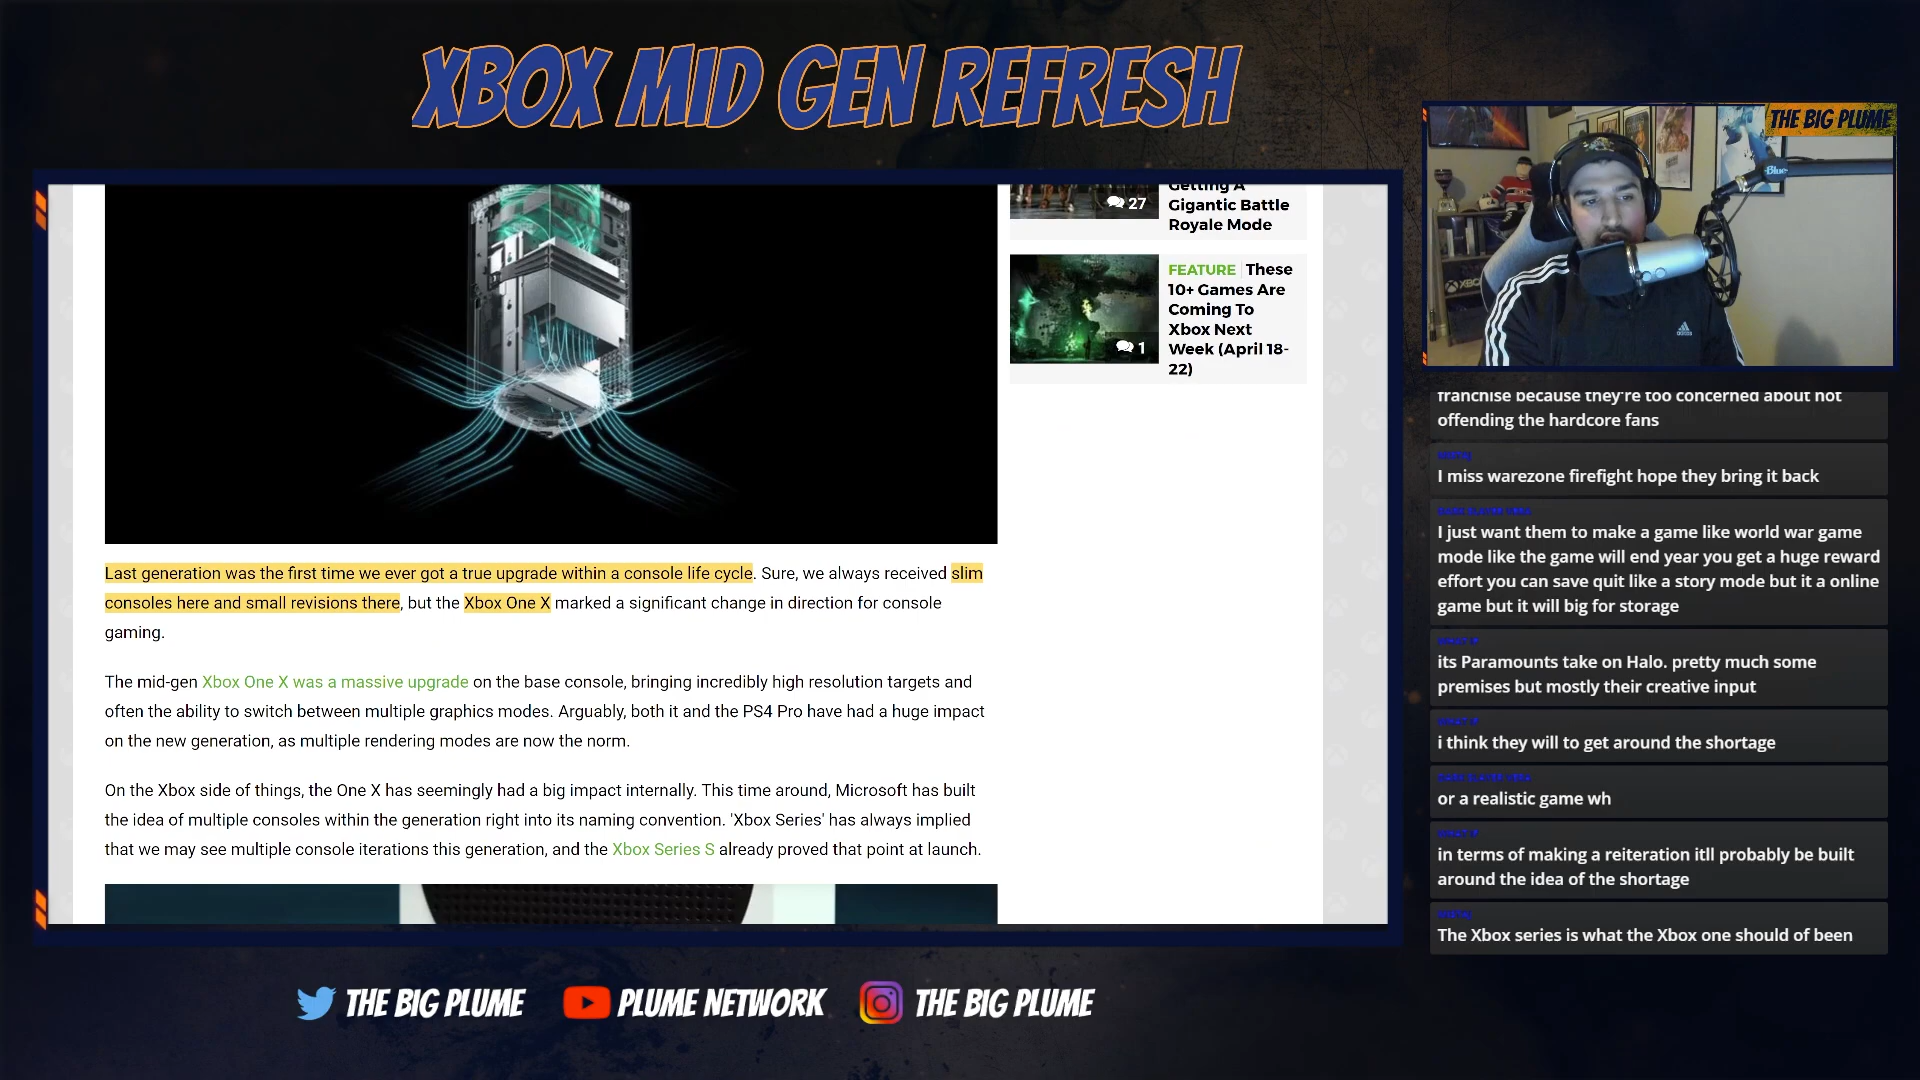 XBOX MID GEN REFRESH
THE BIG PLUME
Blue
XBOX
adidas
Getting A
Gigantic Battle
Royale Mode
27
FEATURE These
10+ Games Are
Coming To
Xbox Next
Week (April 18-
22)
1
Last generation was the first time we ever got a true upgrade within a console life cycle. Sure, we always received slim
consoles here and small revisions there, but the Xbox One X marked a significant change in direction for console
gaming.
The mid-gen Xbox One X was a massive upgrade on the base console, bringing incredibly high resolution targets and
often the ability to switch between multiple graphics modes. Arguably, both it and the PS4 Pro have had a huge impact
on the new generation, as multiple rendering modes are now the norm.
On the Xbox side of things, the One X has seemingly had a big impact internally. This time around, Microsoft has built
the idea of multiple consoles within the generation right into its naming convention. 'Xbox Series' has always implied
that we may see multiple console iterations this generation, and the Xbox Series S already proved that point at launch.
franchise because they're too concerned about not
offending the hardcore fans
I miss warezone firefight hope they bring it back
I just want them to make a game like world war game
mode like the game will end year you get a huge reward
effort you can save quit like a story mode but it a online
game but it will big for storage
its Paramounts take on Halo. pretty much some
premises but mostly their creative input
i think they will to get around the shortage
or a realistic game wh
in terms of making a reiteration itll probably be built
around the idea of the shortage
The Xbox series is what the Xbox one should of been
THE BIG PLUME
PLUME NETWORK
THE BIG PLUME